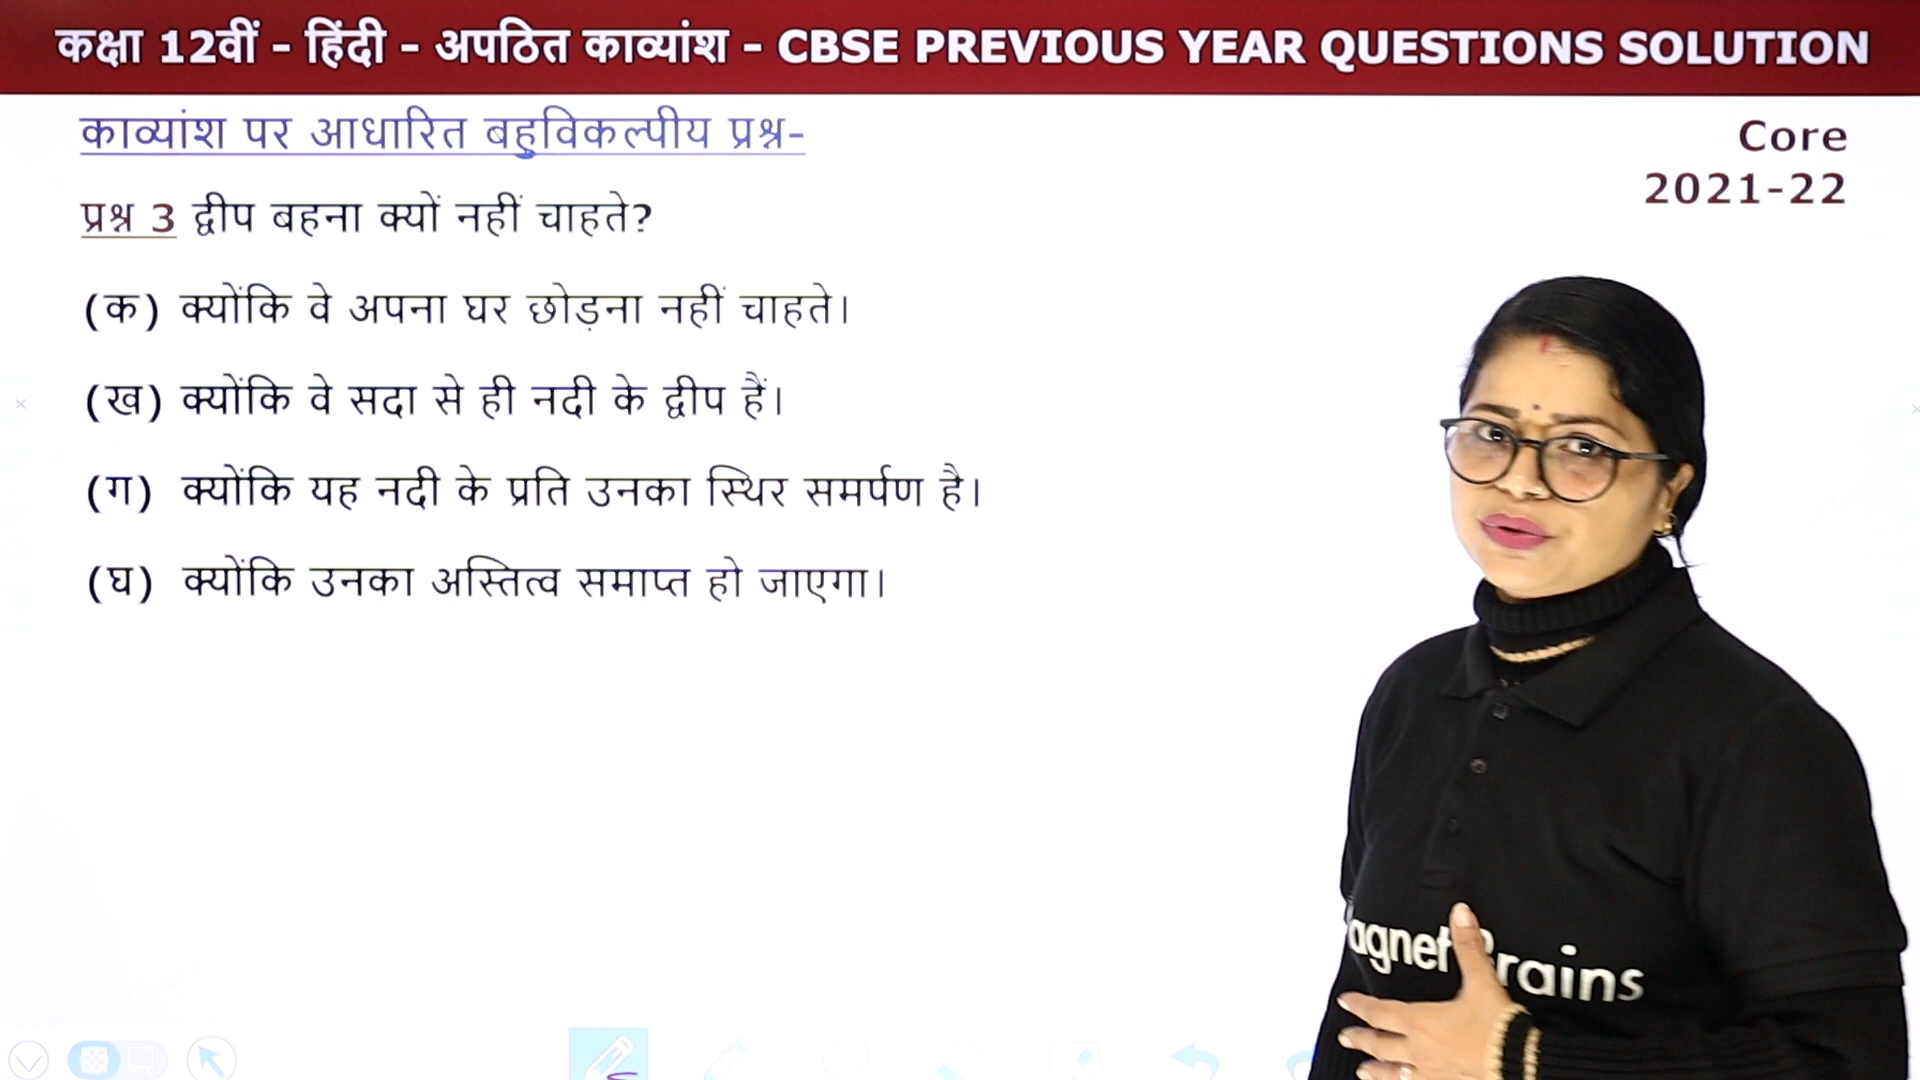 कक्षा 12वीं - हिंदी - अपठित काव्यांश - CBSE PREVIOUS YEAR QUESTIONS SOLUTION
काव्यांश पर आधारित बहुविकल्पीय प्रश्न-
Core
2021-22
प्रश्न 3 द्वीप बहना क्यों नहीं चाहते?
(क) क्योंकि वे अपना घर छोड़ना नहीं चाहते।
(ख) क्योंकि वे सदा से ही नदी के द्वीप हैं।
(ग) क्योंकि यह नदी के प्रति उनका स्थिर समर्पण है।
(घ) क्योंकि उनका अस्तित्व समाप्त हो जाएगा।